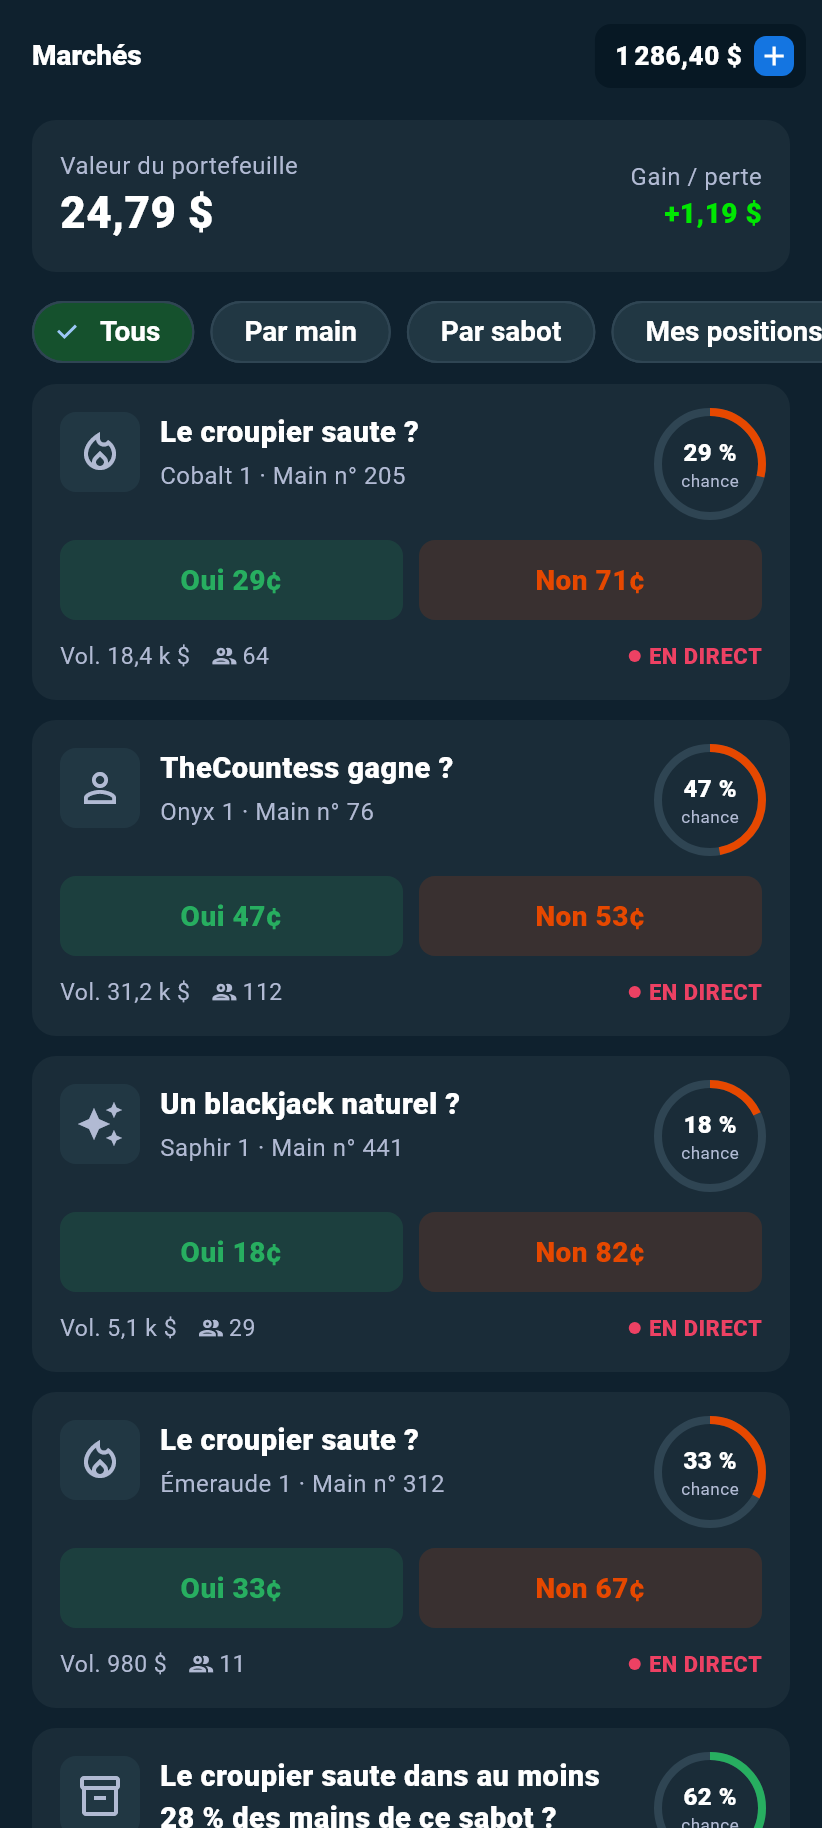 Marchés
1 286,40 $
Valeur du portefeuille
24,79 $
Gain / perte
+1,19 $
Tous
Par main
Par sabot
Mes positions
Le croupier saute ?
Cobalt 1 · Main n° 205
29 %
chance
Oui 29¢
Non 71¢
Vol. 18,4 k $
64
EN DIRECT
TheCountess gagne ?
Onyx 1 · Main n° 76
47 %
chance
Oui 47¢
Non 53¢
Vol. 31,2 k $
112
EN DIRECT
Un blackjack naturel ?
Saphir 1 · Main n° 441
18 %
chance
Oui 18¢
Non 82¢
Vol. 5,1 k $
29
EN DIRECT
Le croupier saute ?
Émeraude 1 · Main n° 312
33 %
chance
Oui 33¢
Non 67¢
Vol. 980 $
11
EN DIRECT
Le croupier saute dans au moins
28 % des mains de ce sabot ?
62 %
chance